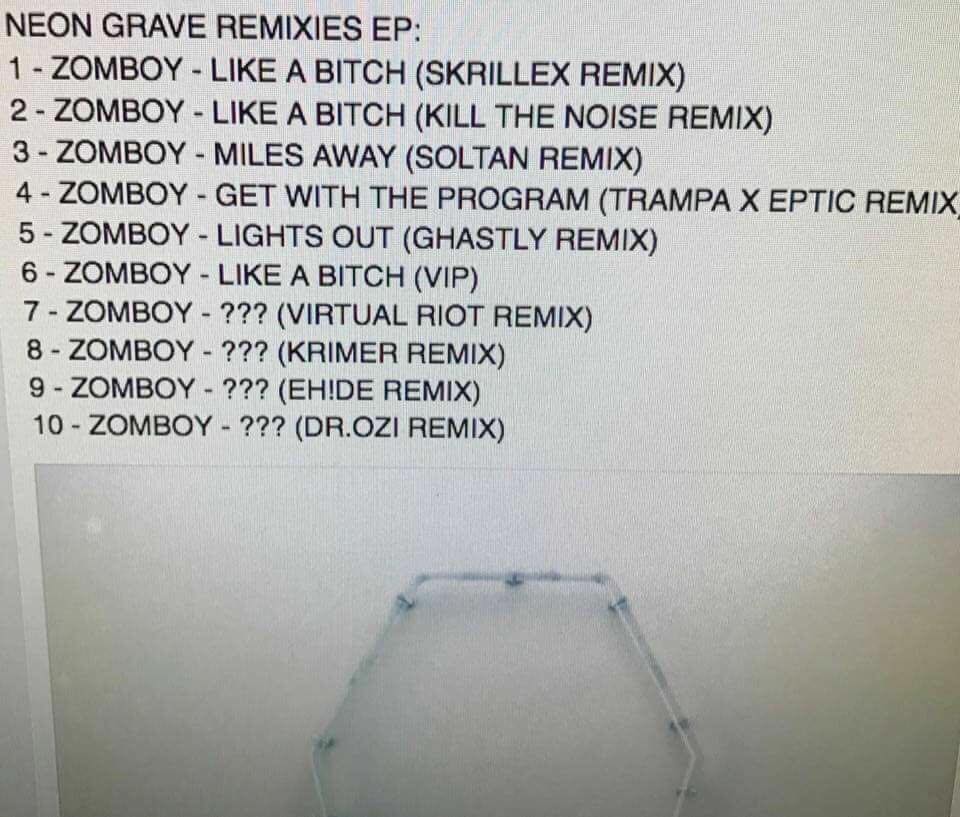 NEON GRAVE REMIXIES EP:
1 - ZOMBOY - LIKE A BITCH (SKRILLEX REMIX)
2 - ZOMBOY - LIKE A BITCH (KILL THE NOISE REMIX)
3 - ZOMBOY - MILES AWAY (SOLTAN REMIX)
4 - ZOMBOY - GET WITH THE PROGRAM (TRAMPA X EPTIC REMIX)
5 - ZOMBOY - LIGHTS OUT (GHASTLY REMIX)
6 - ZOMBOY - LIKE A BITCH (VIP)
7 - ZOMBOY - ??? (VIRTUAL RIOT REMIX)
8 - ZOMBOY - ??? (KRIMER REMIX)
9 - ZOMBOY - ??? (EH!DE REMIX)
10 - ZOMBOY - ??? (DR.OZI REMIX)